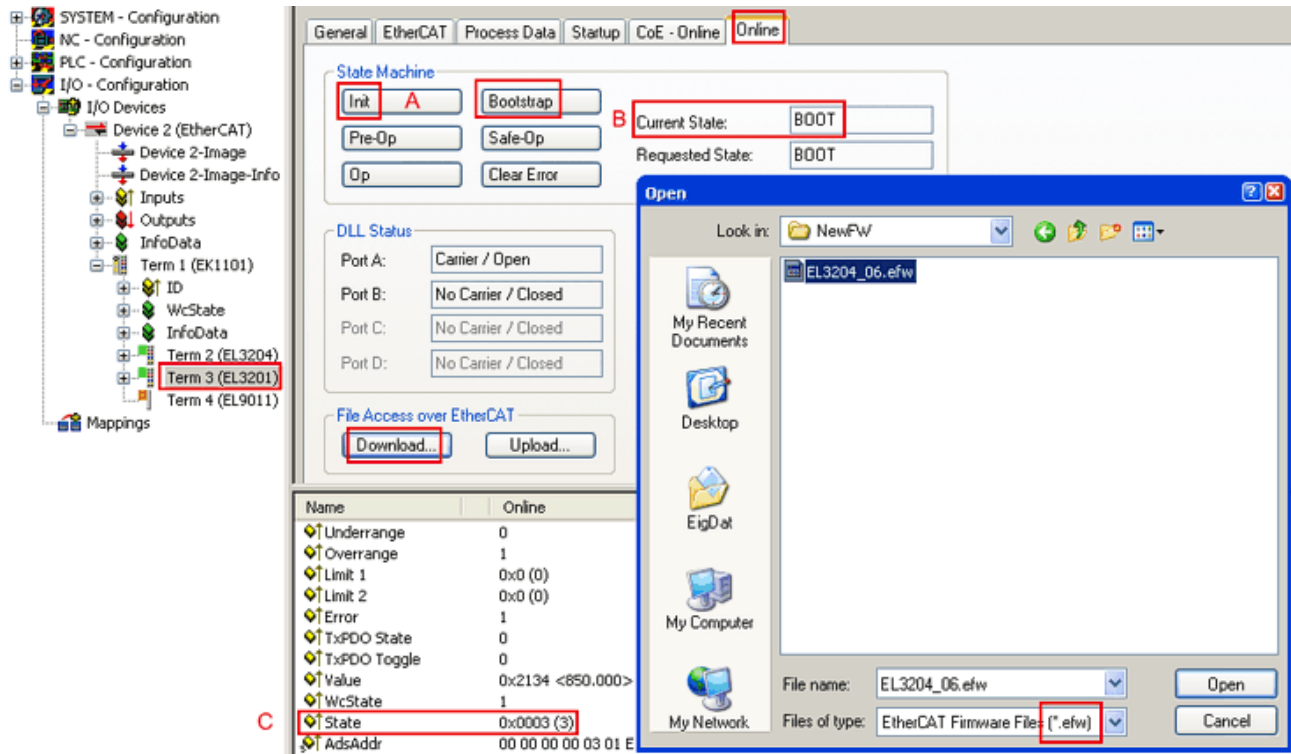 SYSTEM - Configuration
NC - Configuration
PLC - Configuration
I/O - Configuration
I/O Devices
Device 2 (EtherCAT)
Device 2-Image
Device 2-Image-Info
Inputs
Outputs
InfoData
Term 1 (EK1101)
ID
WcState
InfoData
Term 2 (EL3204)
Term 3 (EL3201)
Term 4 (EL9011)
Mappings
General EtherCAT Process Data Startup CoE - Online Online
State Machine
Init A Bootstrap
Pre-Op Safe-Op
Op Clear Error
B Current State: BOOT
Requested State: BOOT
DLL Status
Port A: Carrier / Open
Port B: No Carrier / Closed
Port C: No Carrier / Closed
Port D: No Carrier / Closed
File Access over EtherCAT
Download... Upload...
Name Online
Underrange 0
Overrange 1
Limit 1 0x0 (0)
Limit 2 0x0 (0)
Error 1
TxPDO State 0
TxPDO Toggle 0
Value 0x2134 <850.000>
WcState 1
C State 0x0003 (3)
AdsAddr 00 00 00 00 03 01 E
Open
Look in: NewFW
EL3204_06.efw
My Recent
Documents
Desktop
EigDat
My Computer
My Network
File name: EL3204_06.efw Open
Files of type: EtherCAT Firmware Files (*.efw) Cancel